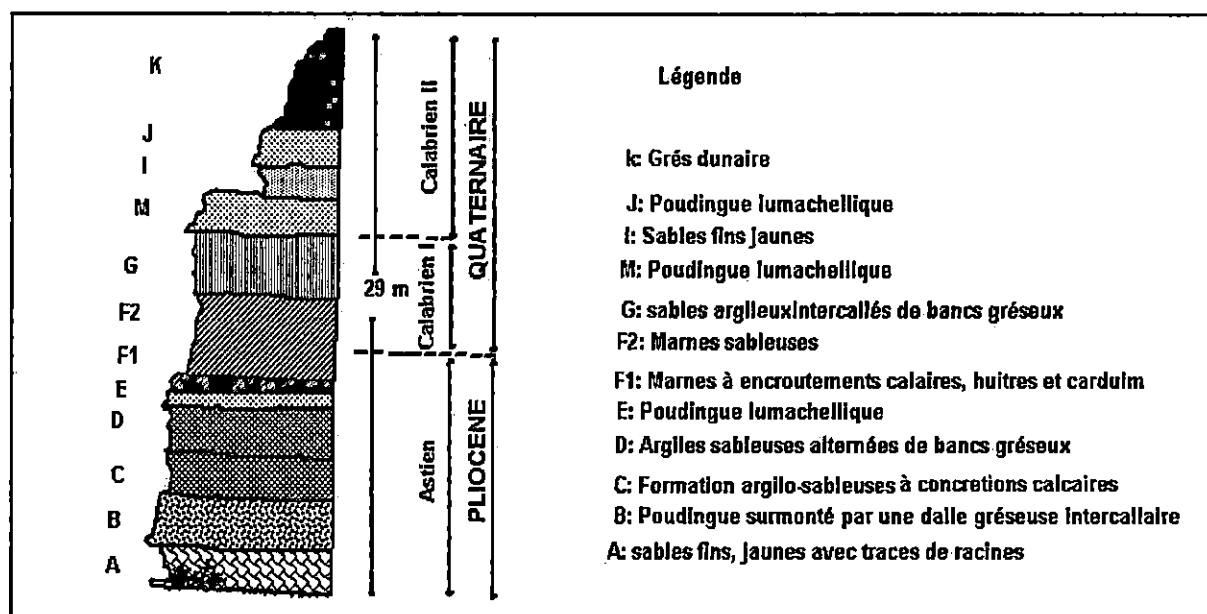 K
J
I
M
G
F2
F1
E
D
C
B
A
29 m
Calabrien II
Calabrien I
Astien
QUATERNAIRE
PLIOCENE
Légende
k: Grés dunaire
J: Poudingue lumachellique
I: Sables fins jaunes
M: Poudingue lumachellique
G: sables argileuxintercallés de bancs gréseux
F2: Marnes sableuses
F1: Marnes à encroutements calaires, huitres et carduim
E: Poudingue lumachellique
D: Argiles sableuses alternées de bancs gréseux
C: Formation argilo-sableuses à concretions calcaires
B: Poudingue surmonté par une dalle gréseuse intercallaire
A: sables fins, jaunes avec traces de racines